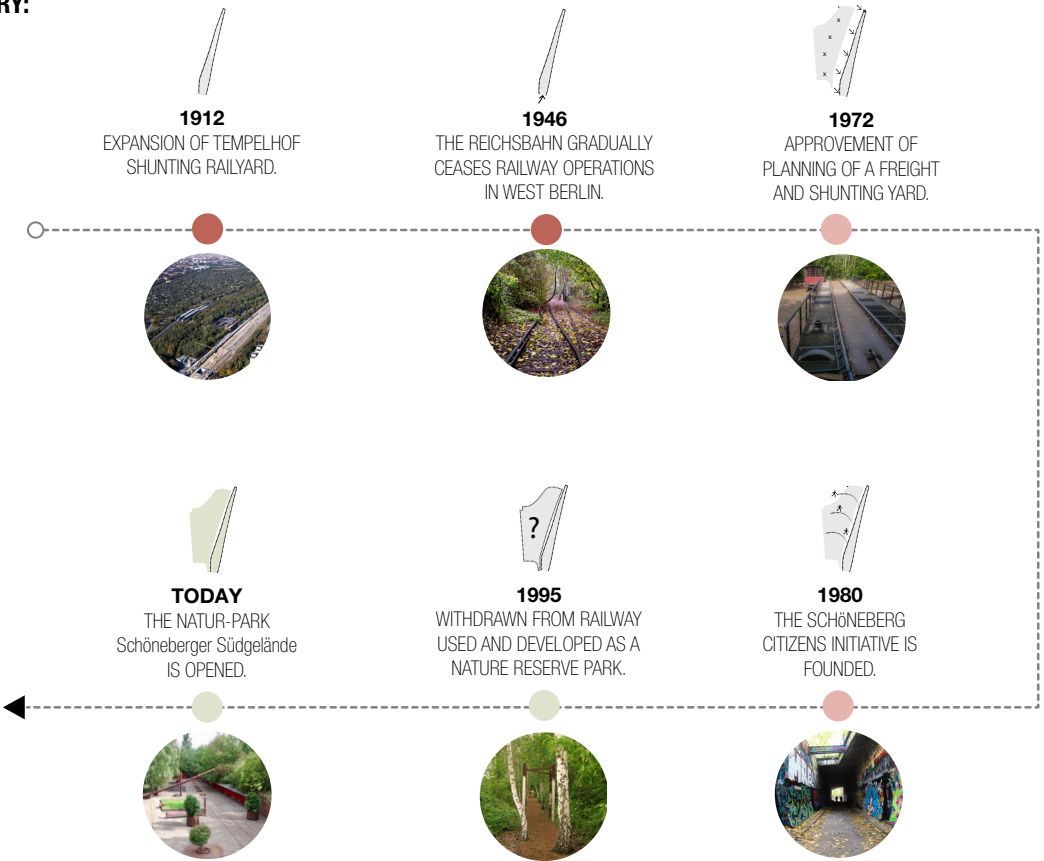 RY:
1912
EXPANSION OF TEMPELHOF
SHUNTING RAILYARD.
1946
THE REICHSBAHN GRADUALLY
CEASES RAILWAY OPERATIONS
IN WEST BERLIN.
1972
APPROVEMENT OF
PLANNING OF A FREIGHT
AND SHUNTING YARD.
?
TODAY
THE NATUR-PARK
Schöneberger Südgelände
IS OPENED.
1995
WITHDRAWN FROM RAILWAY
USED AND DEVELOPED AS A
NATURE RESERVE PARK.
1980
THE SCHöNEBERG
CITIZENS INITIATIVE IS
FOUNDED.